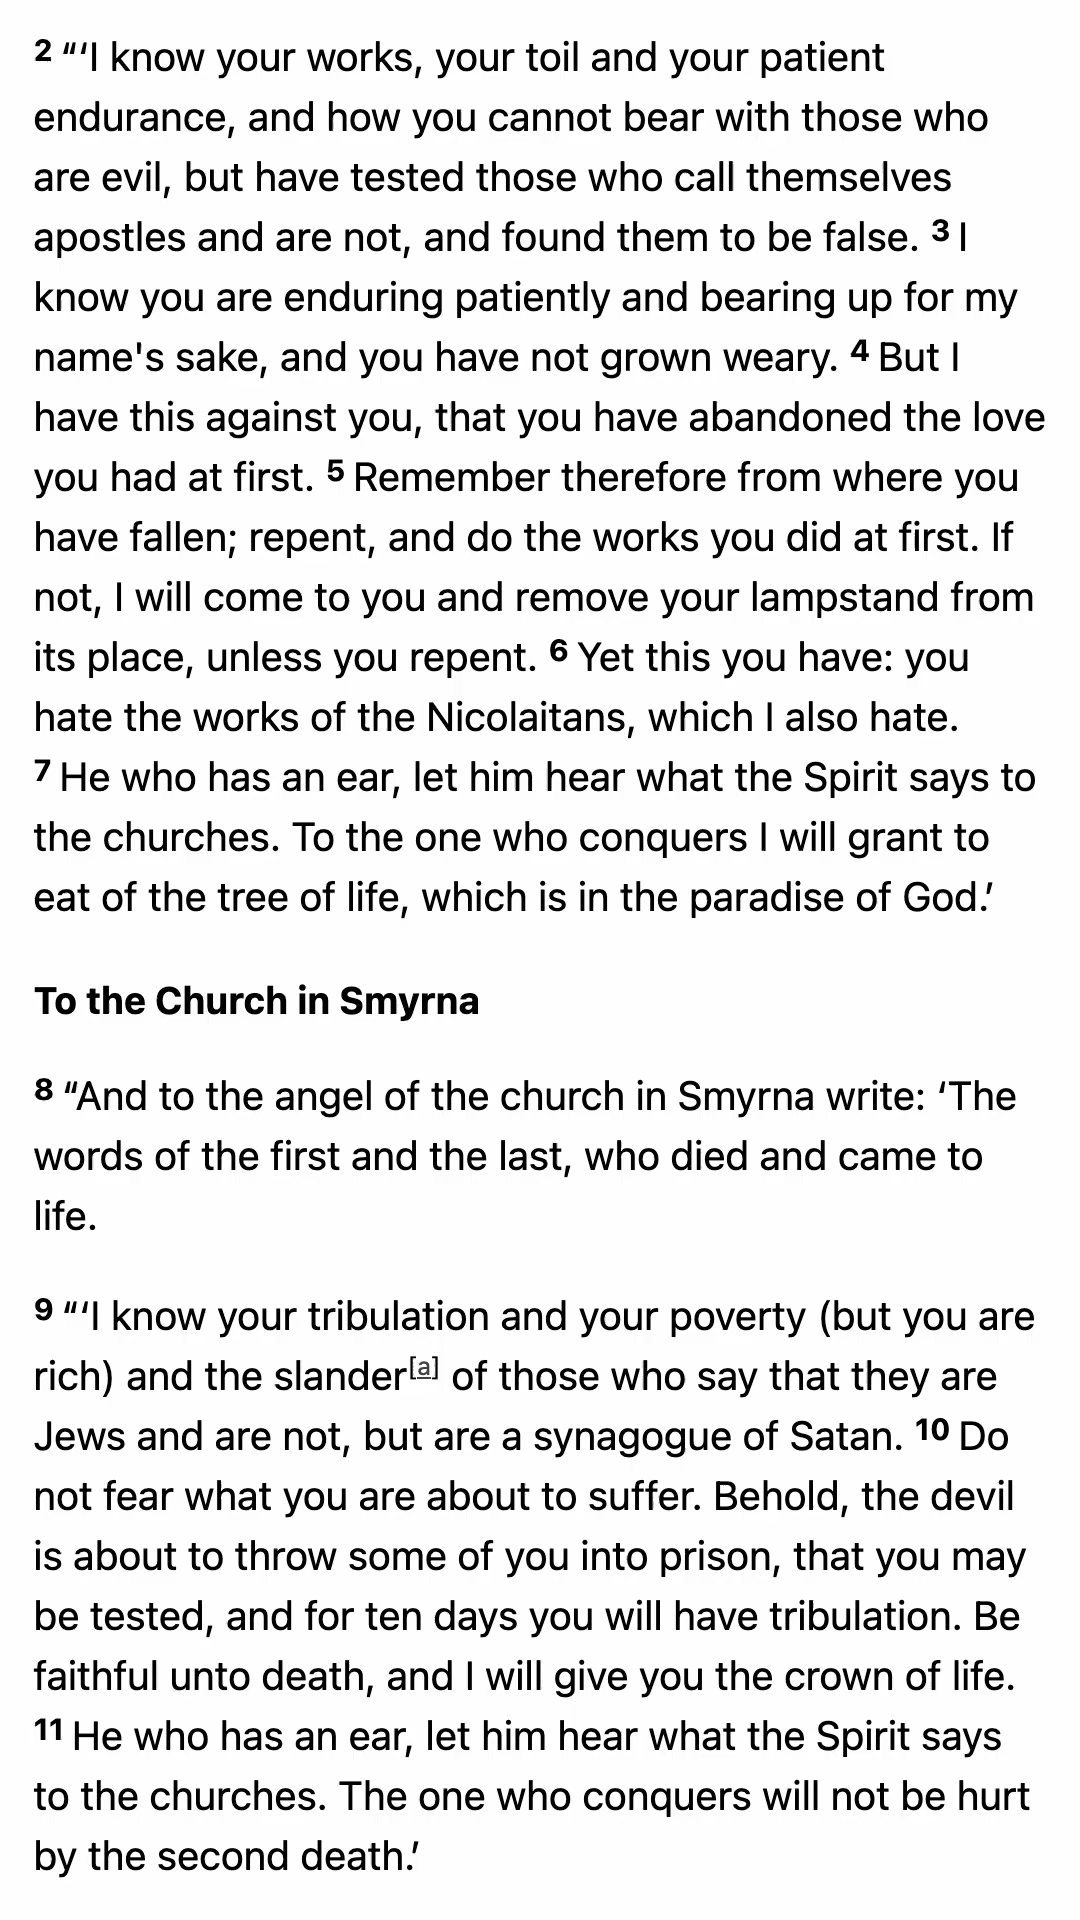 2 “‘I know your works, your toil and your patient
endurance, and how you cannot bear with those who
are evil, but have tested those who call themselves
apostles and are not, and found them to be false. 3 I
know you are enduring patiently and bearing up for my
name's sake, and you have not grown weary. 4 But I
have this against you, that you have abandoned the love
you had at first. 5 Remember therefore from where you
have fallen; repent, and do the works you did at first. If
not, I will come to you and remove your lampstand from
its place, unless you repent. 6 Yet this you have: you
hate the works of the Nicolaitans, which I also hate.
7 He who has an ear, let him hear what the Spirit says to
the churches. To the one who conquers I will grant to
eat of the tree of life, which is in the paradise of God.’
To the Church in Smyrna
8 “And to the angel of the church in Smyrna write: ‘The
words of the first and the last, who died and came to
life.
9 “‘I know your tribulation and your poverty (but you are
rich) and the slander[a] of those who say that they are
Jews and are not, but are a synagogue of Satan. 10 Do
not fear what you are about to suffer. Behold, the devil
is about to throw some of you into prison, that you may
be tested, and for ten days you will have tribulation. Be
faithful unto death, and I will give you the crown of life.
11 He who has an ear, let him hear what the Spirit says
to the churches. The one who conquers will not be hurt
by the second death.’